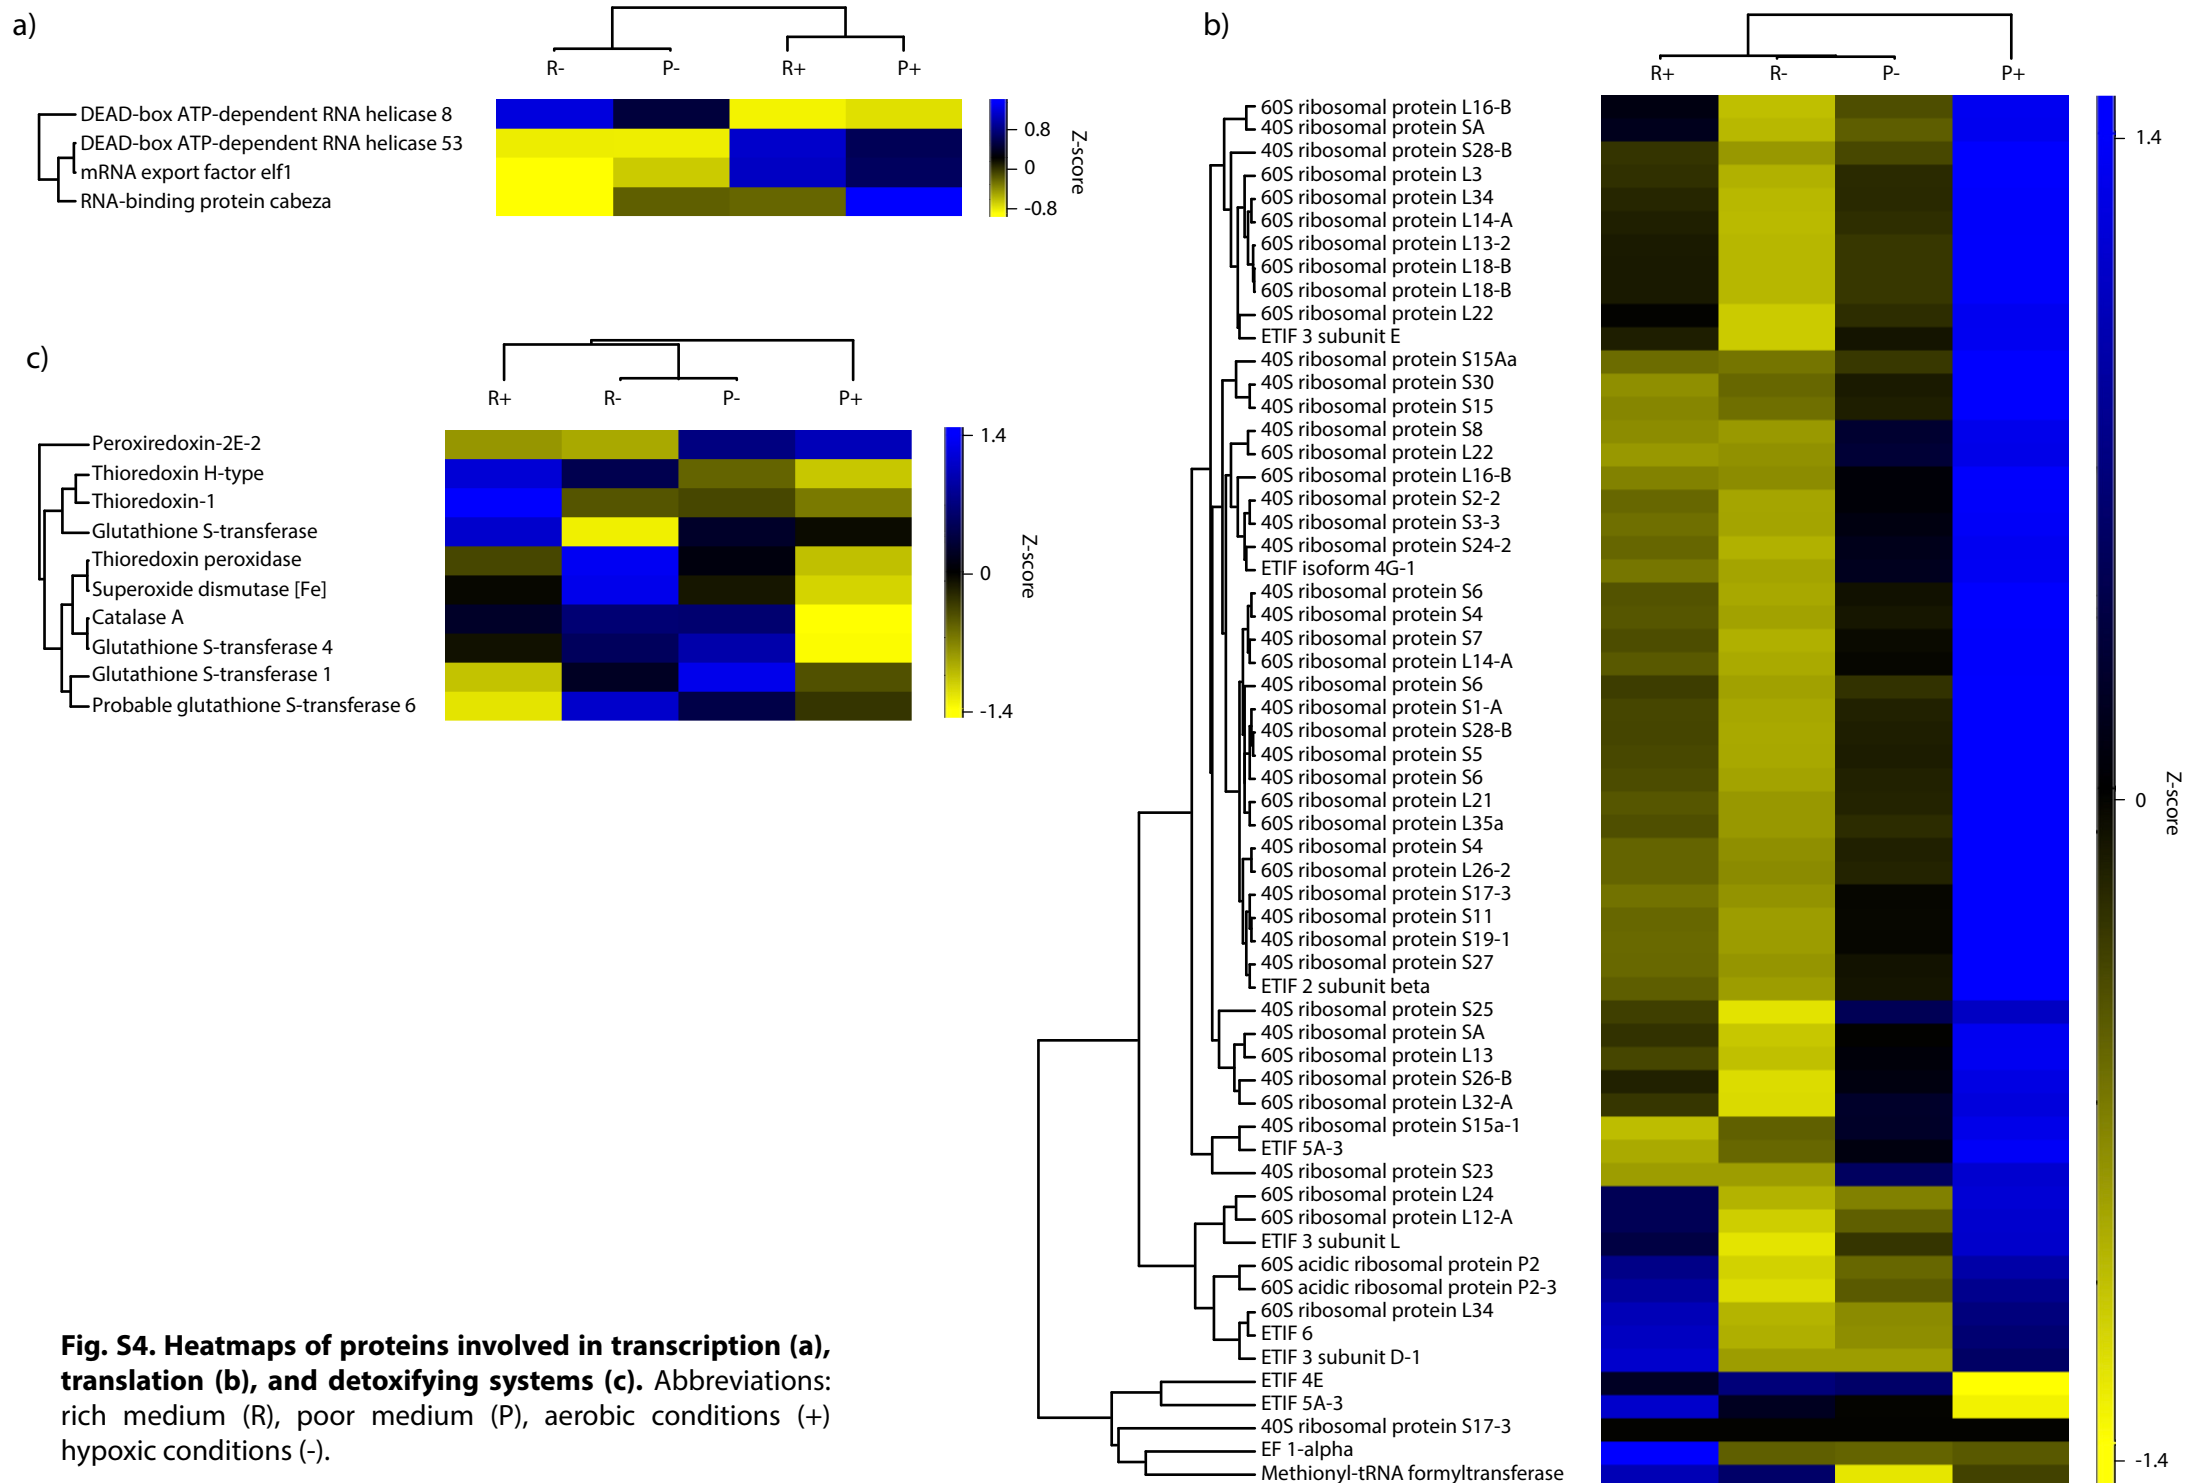 a)
R-
P-
R+
P+
DEAD-box ATP-dependent RNA helicase 8
DEAD-box ATP-dependent RNA helicase 53
mRNA export factor elf1
RNA-binding protein cabeza
0.8
0
-0.8
Z-score
c)
R+
R-
P-
P+
Peroxiredoxin-2E-2
Thioredoxin H-type
Thioredoxin-1
Glutathione S-transferase
Thioredoxin peroxidase
Superoxide dismutase [Fe]
Catalase A
Glutathione S-transferase 4
Glutathione S-transferase 1
Probable glutathione S-transferase 6
1.4
0
-1.4
Z-score
b)
R+
R-
P-
P+
60S ribosomal protein L16-B
40S ribosomal protein SA
40S ribosomal protein S28-B
60S ribosomal protein L3
60S ribosomal protein L34
60S ribosomal protein L14-A
60S ribosomal protein L13-2
60S ribosomal protein L18-B
60S ribosomal protein L18-B
60S ribosomal protein L22
ETIF 3 subunit E
40S ribosomal protein S15Aa
40S ribosomal protein S30
40S ribosomal protein S15
40S ribosomal protein S8
60S ribosomal protein L22
60S ribosomal protein L16-B
40S ribosomal protein S2-2
40S ribosomal protein S3-3
40S ribosomal protein S24-2
ETIF isoform 4G-1
40S ribosomal protein S6
40S ribosomal protein S4
40S ribosomal protein S7
60S ribosomal protein L14-A
40S ribosomal protein S6
40S ribosomal protein S1-A
40S ribosomal protein S28-B
40S ribosomal protein S5
40S ribosomal protein S6
60S ribosomal protein L21
60S ribosomal protein L35a
40S ribosomal protein S4
60S ribosomal protein L26-2
40S ribosomal protein S17-3
40S ribosomal protein S11
40S ribosomal protein S19-1
40S ribosomal protein S27
ETIF 2 subunit beta
40S ribosomal protein S25
40S ribosomal protein SA
60S ribosomal protein L13
40S ribosomal protein S26-B
60S ribosomal protein L32-A
40S ribosomal protein S15a-1
ETIF 5A-3
40S ribosomal protein S23
60S ribosomal protein L24
60S ribosomal protein L12-A
ETIF 3 subunit L
60S acidic ribosomal protein P2
60S acidic ribosomal protein P2-3
60S ribosomal protein L34
ETIF 6
ETIF 3 subunit D-1
ETIF 4E
ETIF 5A-3
40S ribosomal protein S17-3
EF 1-alpha
Methionyl-tRNA formyltransferase
1.4
0
-1.4
Z-score
Fig. S4. Heatmaps of proteins involved in transcription (a),
translation (b), and detoxifying systems (c). Abbreviations:
rich medium (R), poor medium (P), aerobic conditions (+)
hypoxic conditions (-).